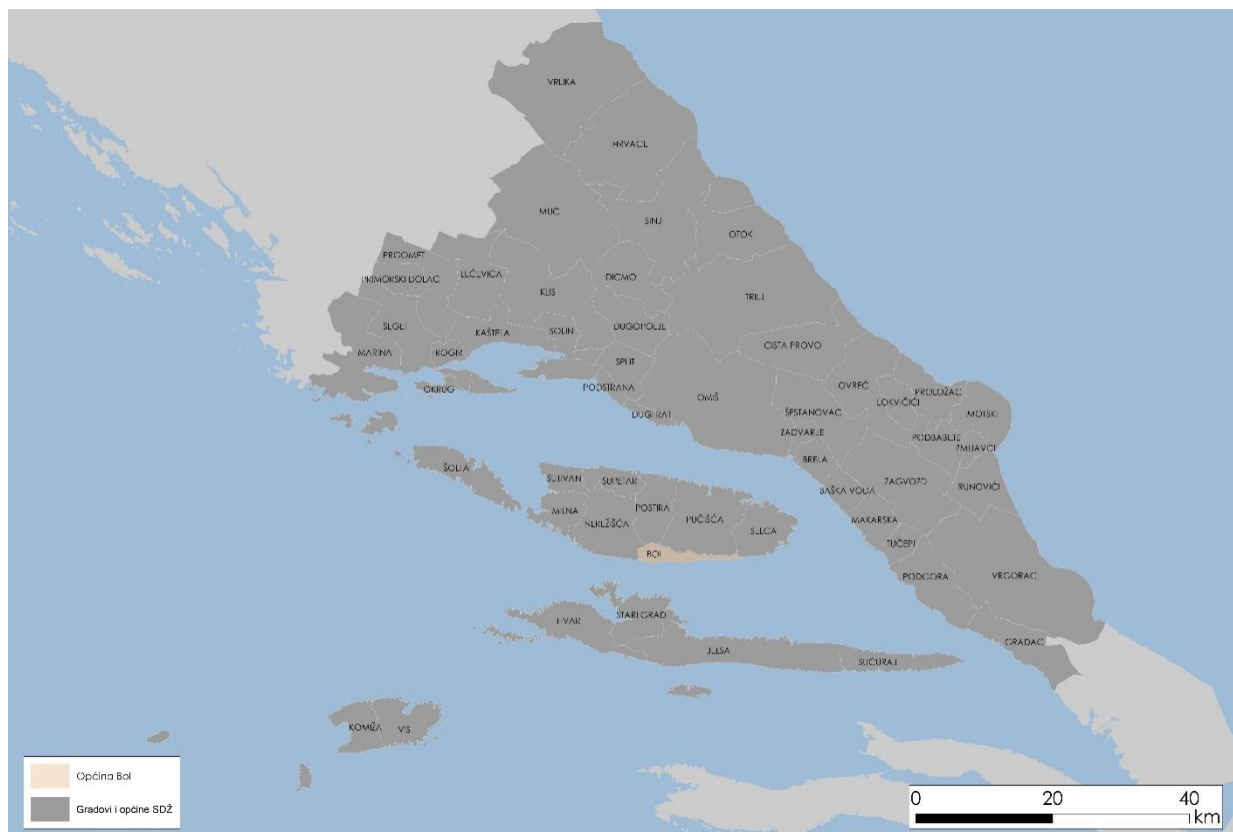 VRLIKA
HRVACE
MUĆ
SINJ
OTOK
PRGOMET
PRIMORSKI DOLAC
LEĆEVICA
DICMO
KLIS
TRILJ
SEGET
KAŠTELA
SOLIN
DUGOPOLJE
MARINA
TROGIR
CISTA PROVO
SPLIT
OKRUG
PODSTRANA
OMIŠ
PROLOŽAC
LOKVIČIĆI
IMOTSKI
DUGI RAT
ŠESTANOVAC
ZADVARJE
PODBABLJE
ZMIJAVCI
BRELA
ŠOLTA
SUTIVAN
SUPETAR
ZAGVOZD
RUNOVIĆI
BAŠKA VODA
MILNA
NEREŽIŠĆA
POSTIRA
PUČIŠĆA
SELCA
MAKARSKA
TUČEPI
BOL
PODGORA
VRGORAC
HVAR
STARI GRAD
JELSA
SUĆURAJ
GRADAC
KOMIŽA
VIS
Općina Bol
Gradovi i općine SDŽ
0 20 40
km